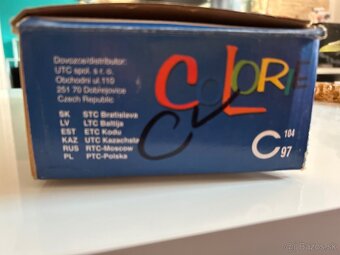 Dovozce/distributor:
UTC spol. s r. o.
Obchodní ul.110
251 70 Dobřejovice
Czech Republic
SK STC Bratislava
LV LTC Baltija
EST ETC Kodu
KAZ UTC Kazachstan
RUS RTC-Moscow
PL PTC-Polska
COLORIE
C 104
97